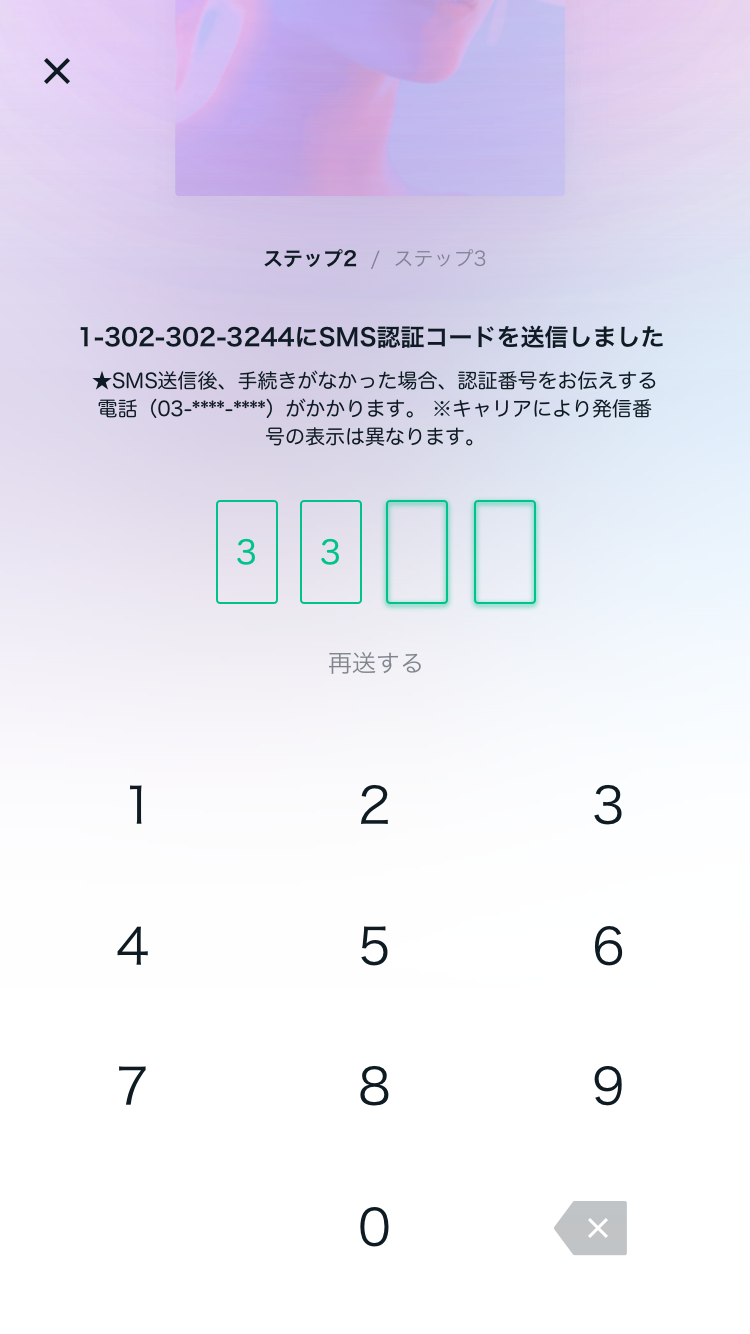 ステップ2 / ステップ3
1-302-302-3244にSMS認証コードを送信しました
★SMS送信後、手続きがなかった場合、認証番号をお伝えする
電話（03-****-****）がかかります。 ※キャリアにより発信番
号の表示は異なります。
3 3
再送する
1 2 3
4 5 6
7 8 9
0